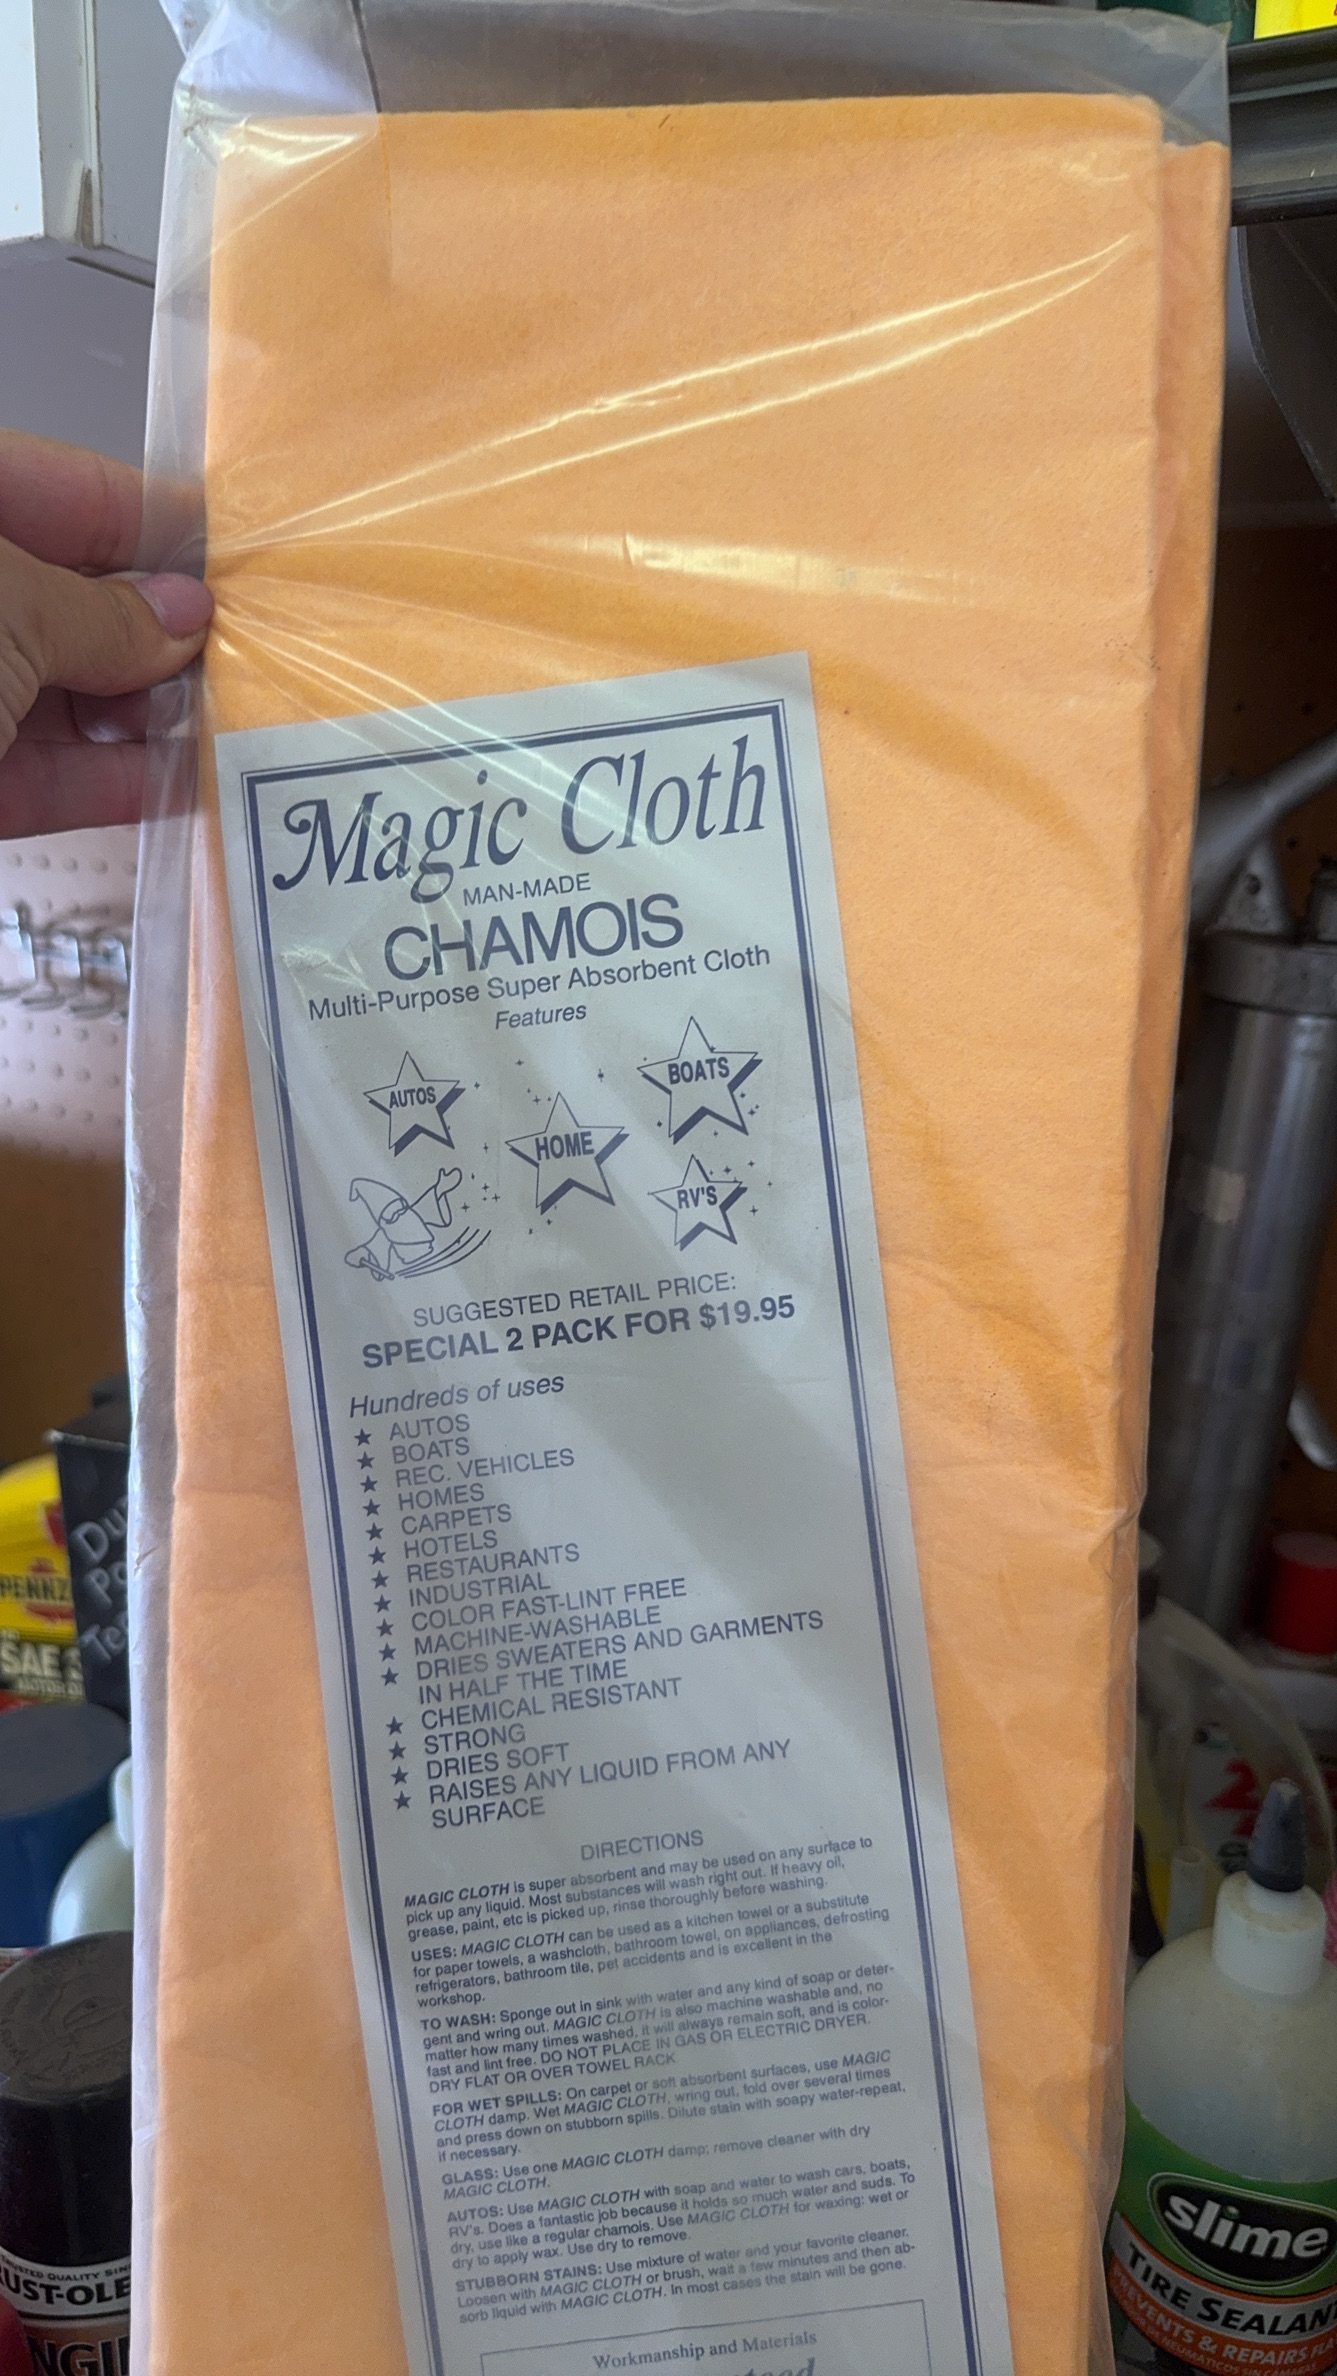 Magic Cloth
MAN-MADE
CHAMOIS
Multi-Purpose Super Absorbent Cloth
Features
AUTOS
BOATS
HOME
RV'S
SUGGESTED RETAIL PRICE:
SPECIAL 2 PACK FOR $19.95
Hundreds of uses
★ AUTOS
★ BOATS
★ REC. VEHICLES
★ HOMES
★ CARPETS
★ HOTELS
★ RESTAURANTS
★ INDUSTRIAL
★ COLOR FAST-LINT FREE
★ MACHINE-WASHABLE
★ DRIES SWEATERS AND GARMENTS
IN HALF THE TIME
★ CHEMICAL RESISTANT
★ STRONG
★ DRIES SOFT
★ RAISES ANY LIQUID FROM ANY
SURFACE
DIRECTIONS
MAGIC CLOTH is super absorbent and may be used on any surface to
pick up any liquid. Most substances will wash right out. If heavy oil,
grease, paint, etc is picked up, rinse thoroughly before washing.
USES: MAGIC CLOTH can be used as a kitchen towel or a substitute
for paper towels, a washcloth, bathroom towel, on appliances, defrosting
refrigerators, bathroom tile, pet accidents and is excellent in the
workshop.
TO WASH: Sponge out in sink with water and any kind of soap or deter-
gent and wring out. MAGIC CLOTH is also machine washable and, no
matter how many times washed, it will always remain soft, and is color-
fast and lint free. DO NOT PLACE IN GAS OR ELECTRIC DRYER.
DRY FLAT OR OVER TOWEL RACK
FOR WET SPILLS: On carpet or soft absorbent surfaces, use MAGIC
CLOTH damp. Wet MAGIC CLOTH, wring out, fold over several times
and press down on stubborn spills. Dilute stain with soapy water-repeat,
if necessary.
GLASS: Use one MAGIC CLOTH damp; remove cleaner with dry
MAGIC CLOTH.
AUTOS: Use MAGIC CLOTH with soap and water to wash cars, boats,
RV's. Does a fantastic job because it holds so much water and suds. To
dry, use like a regular chamois. Use MAGIC CLOTH for waxing; wet or
dry to apply wax. Use dry to remove.
STUBBORN STAINS: Use mixture of water and your favorite cleaner.
Loosen with MAGIC CLOTH or brush, wait a few minutes and then ab-
sorb liquid with MAGIC CLOTH. In most cases the stain will be gone.
Workmanship and Materials
PENNZ
SAE
MOTOR
UST-OLE
slime
TIRE SEALAN
& REPAIRS